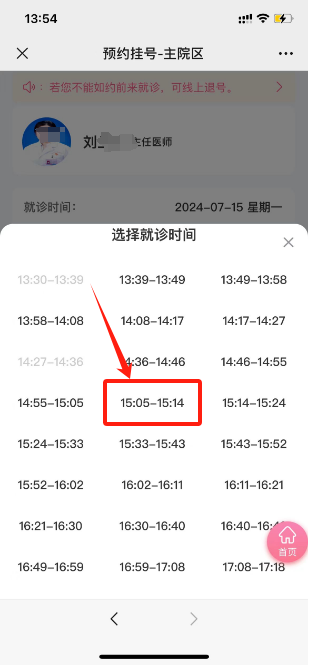 13:54
预约挂号-主院区
若您不能如约前来就诊，可线上退号。
刘 主任医师
就诊时间：
2024-07-15 星期一
选择就诊时间
13:30-13:39 13:39-13:49 13:49-13:58
13:58-14:08 14:08-14:17 14:17-14:27
14:27-14:36 14:36-14:46 14:46-14:55
14:55-15:05 15:05-15:14 15:14-15:24
15:24-15:33 15:33-15:43 15:43-15:52
15:52-16:02 16:02-16:11 16:11-16:21
16:21-16:30 16:30-16:40 16:40-16:
首页
16:49-16:59 16:59-17:08 17:08-17:18